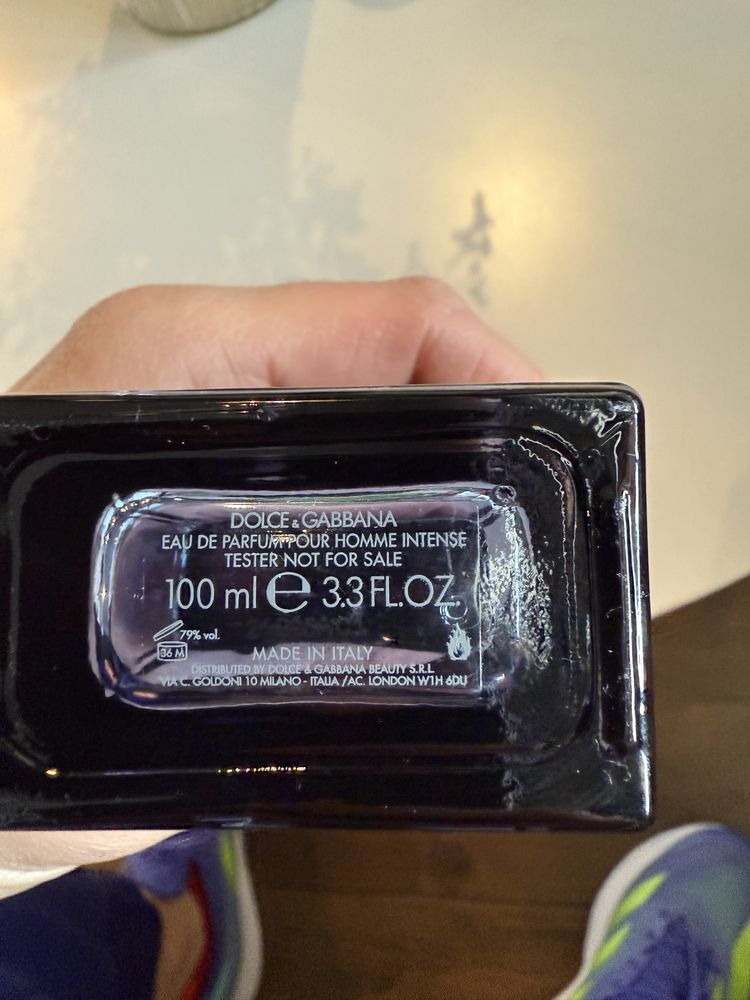 DOLCE & GABBANA
EAU DE PARFUM POUR HOMME INTENSE
TESTER NOT FOR SALE
100 ml e 3.3 FL.OZ.
79% vol.
36 M
MADE IN ITALY
DISTRIBUTED BY DOLCE & GABBANA BEAUTY S.R.L
VIA C. GOLDONI 10 MILANO - ITALIA /AC. LONDON W1H 6DU